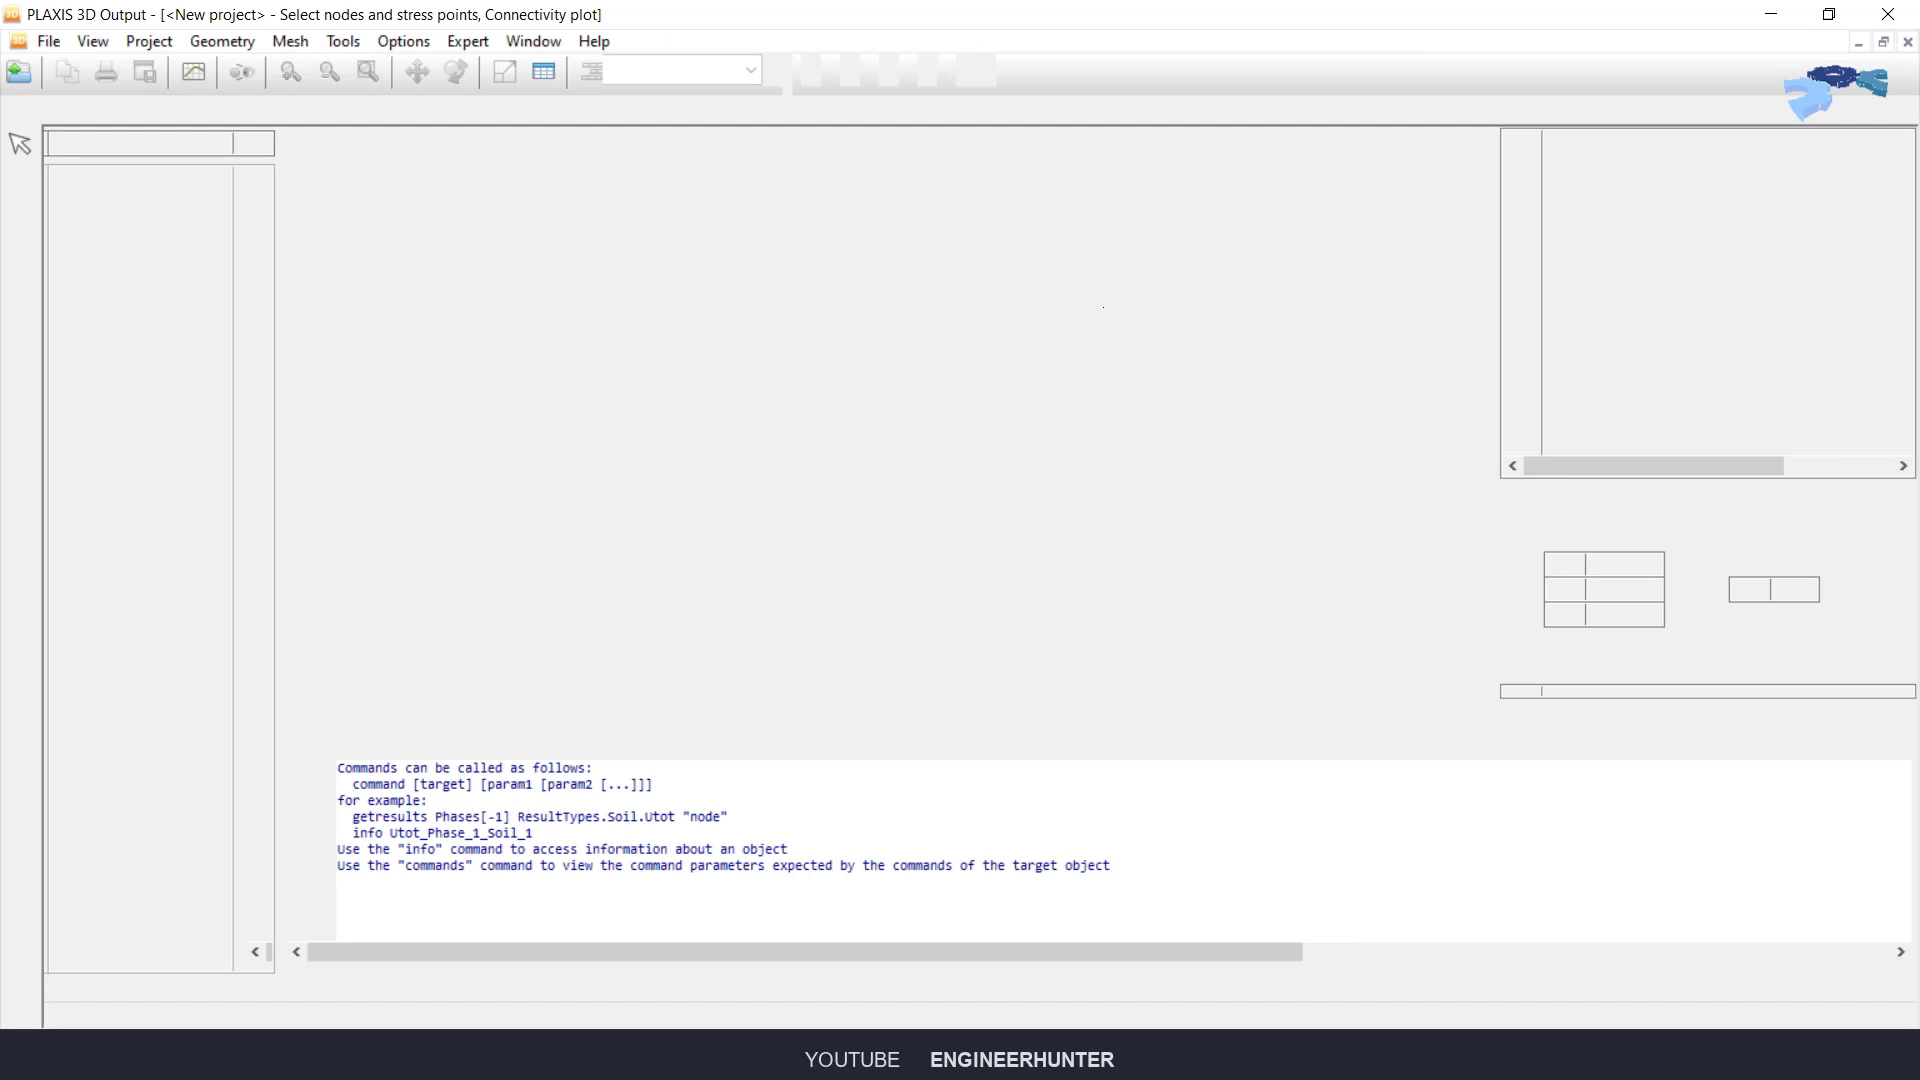 PLAXIS 3D Output - [<New project> - Select nodes and stress points, Connectivity plot]
File View Project Geometry Mesh Tools Options Expert Window Help
Commands can be called as follows:
command [target] [param1 [param2 [...]]]
for example:
getresults Phases[-1] ResultTypes.Soil.Utot "node"
info Utot_Phase_1_Soil_1
Use the "info" command to access information about an object
Use the "commands" command to view the command parameters expected by the commands of the target object
YOUTUBE ENGINEERHUNTER